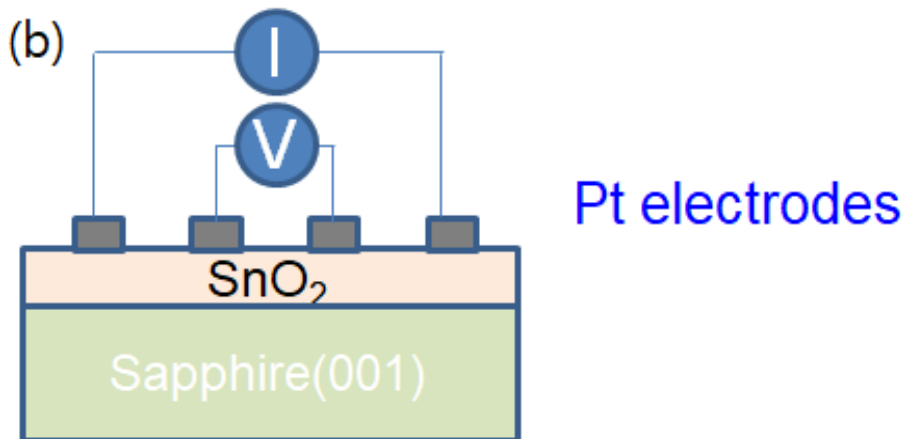 (b)
I
V
Pt electrodes
SnO₂
Sapphire(001)